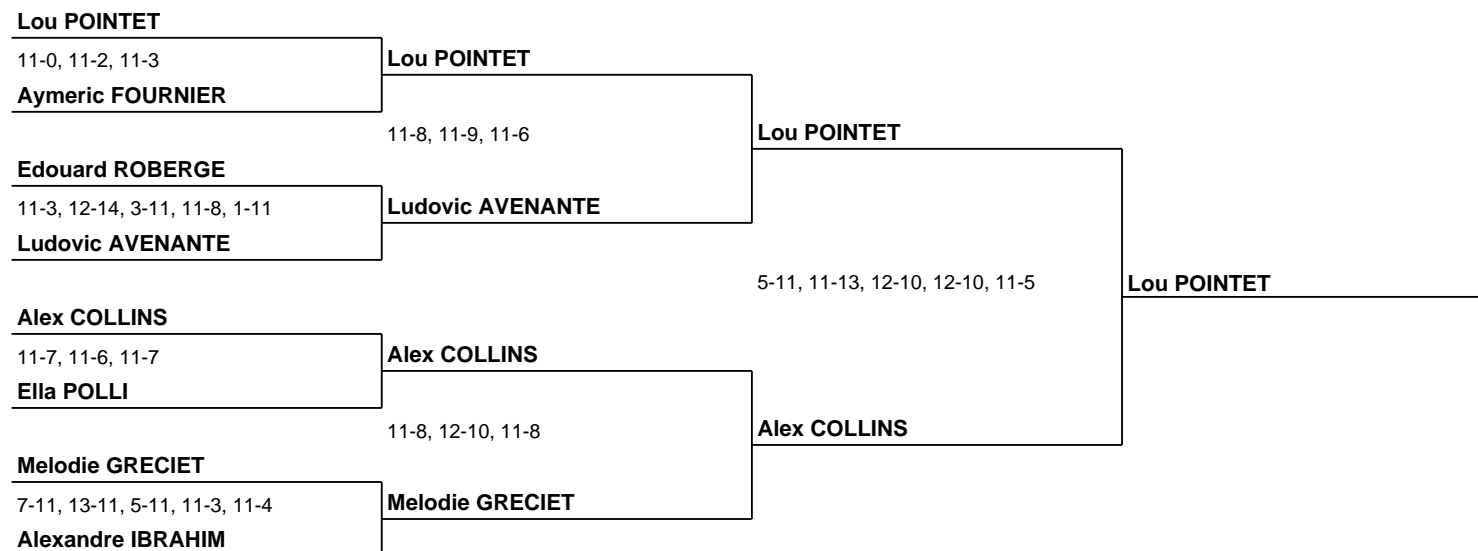 Lou POINTET
11-0, 11-2, 11-3
Aymeric FOURNIER
Edouard ROBERGE
11-3, 12-14, 3-11, 11-8, 1-11
Ludovic AVENANTE
Alex COLLINS
11-7, 11-6, 11-7
Ella POLLI
Melodie GRECIET
7-11, 13-11, 5-11, 11-3, 11-4
Alexandre IBRAHIM
Lou POINTET
11-8, 11-9, 11-6
Ludovic AVENANTE
Alex COLLINS
11-8, 12-10, 11-8
Melodie GRECIET
Lou POINTET
5-11, 11-13, 12-10, 12-10, 11-5
Alex COLLINS
Lou POINTET